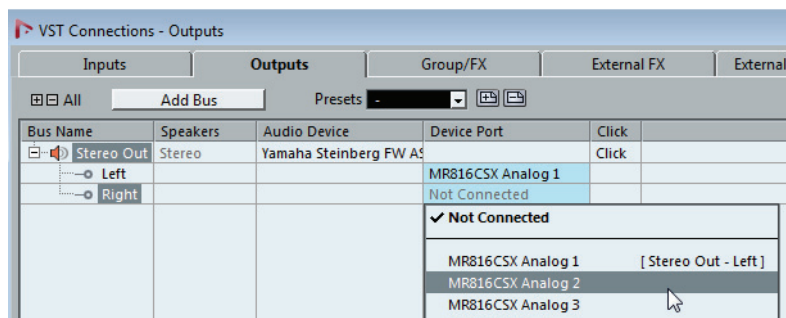 VST Connections - Outputs
Inputs Outputs Group/FX External FX External
All Add Bus Presets -
Bus Name Speakers Audio Device Device Port Click
Stereo Out Stereo Yamaha Steinberg FW AS Click
Left MR816CSX Analog 1
Right Not Connected
✓ Not Connected
MR816CSX Analog 1 [ Stereo Out - Left ]
MR816CSX Analog 2
MR816CSX Analog 3